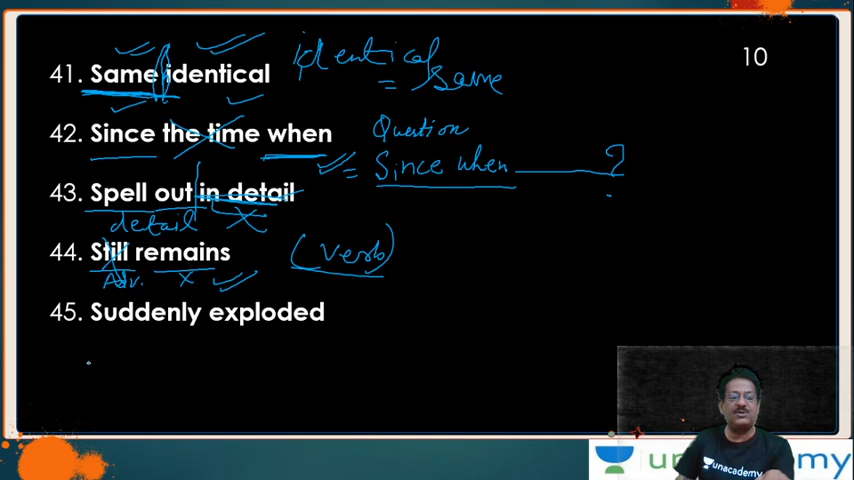 10
identical
41. Same identical
= Same
42. Since the time when
Question
= Since when ______ ?
43. Spell out in detail
detail
44. Still remains (verb)
Adv.
45. Suddenly exploded
unacademy